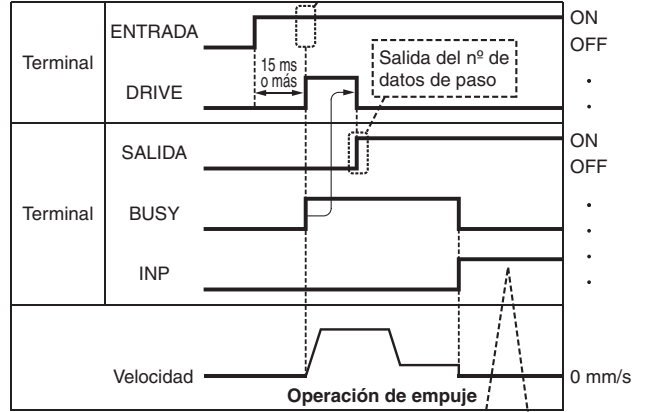 ENTRADA
ON
OFF
Terminal
15 ms
o más
Salida del nº de
datos de paso
DRIVE
SALIDA
ON
OFF
Terminal
BUSY
INP
Velocidad
0 mm/s
Operación de empuje